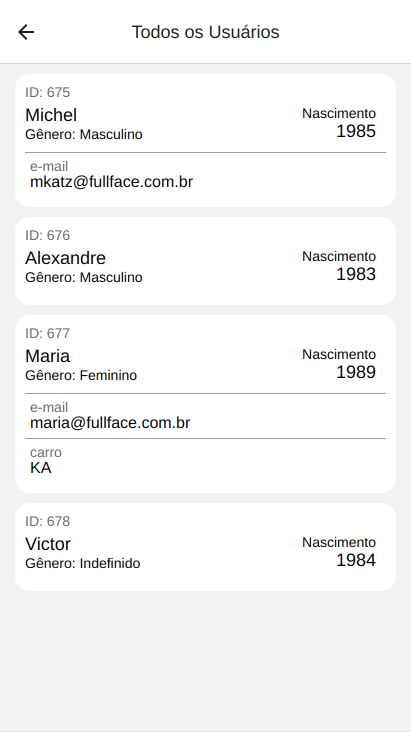 Todos os Usuários
ID: 675
Michel
Nascimento
Gênero: Masculino
1985
e-mail
mkatz@fullface.com.br
ID: 676
Alexandre
Nascimento
Gênero: Masculino
1983
ID: 677
Maria
Nascimento
Gênero: Feminino
1989
e-mail
maria@fullface.com.br
carro
KA
ID: 678
Victor
Nascimento
Gênero: Indefinido
1984